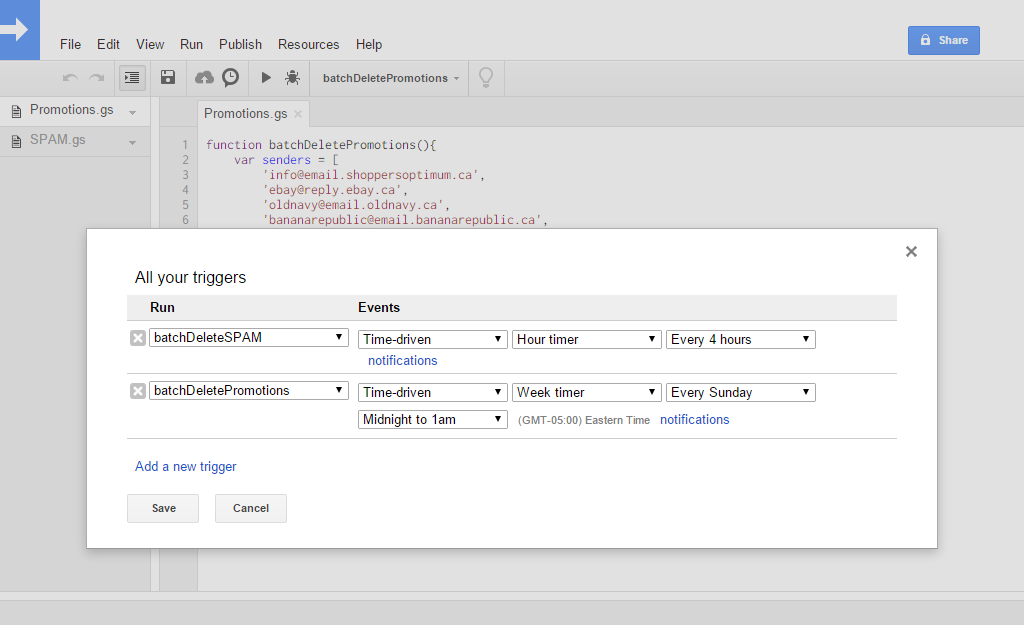 File Edit View Run Publish Resources Help
Share
batchDeletePromotions
Promotions.gs
SPAM.gs
Promotions.gs
1 function batchDeletePromotions(){
2 var senders = [
3 'info@email.shoppersoptimum.ca',
4 'ebay@reply.ebay.ca',
5 'oldnavy@email.oldnavy.ca',
6 'bananarepublic@email.bananarepublic.ca',
All your triggers
Run Events
batchDeleteSPAM Time-driven Hour timer Every 4 hours
notifications
batchDeletePromotions Time-driven Week timer Every Sunday
Midnight to 1am (GMT-05:00) Eastern Time notifications
Add a new trigger
Save Cancel